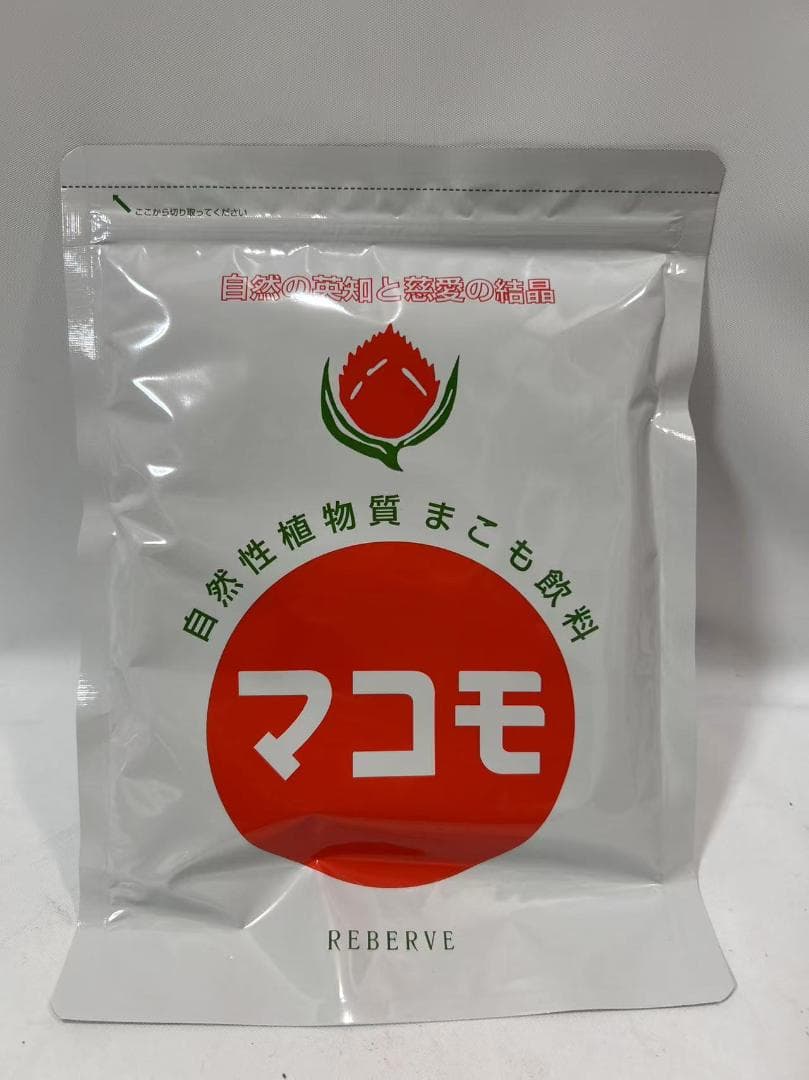 ここから切り取ってください
自然の英知と慈愛の結晶
自然性植物質 まこも飲料
マコモ
REBERVE